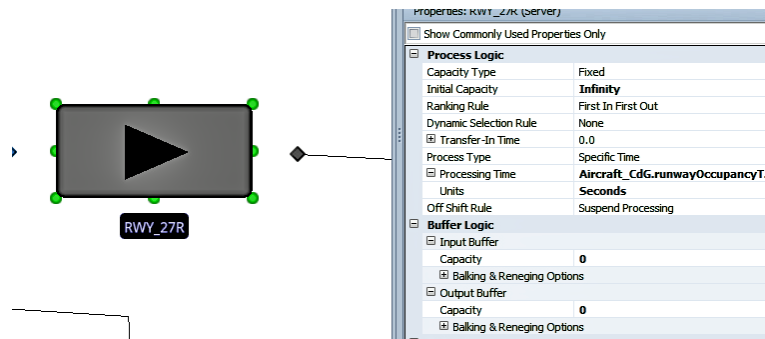 Properties: RWY_27R (Server)
Show Commonly Used Properties Only
Process Logic
Capacity Type Fixed
Initial Capacity Infinity
Ranking Rule First In First Out
Dynamic Selection Rule None
Transfer-In Time 0.0
Process Type Specific Time
Processing Time Aircraft_CdG.runwayOccupancyT.
Units Seconds
Off Shift Rule Suspend Processing
Buffer Logic
Input Buffer
Capacity 0
Balking & Reneging Options
Output Buffer
Capacity 0
Balking & Reneging Options
RWY_27R